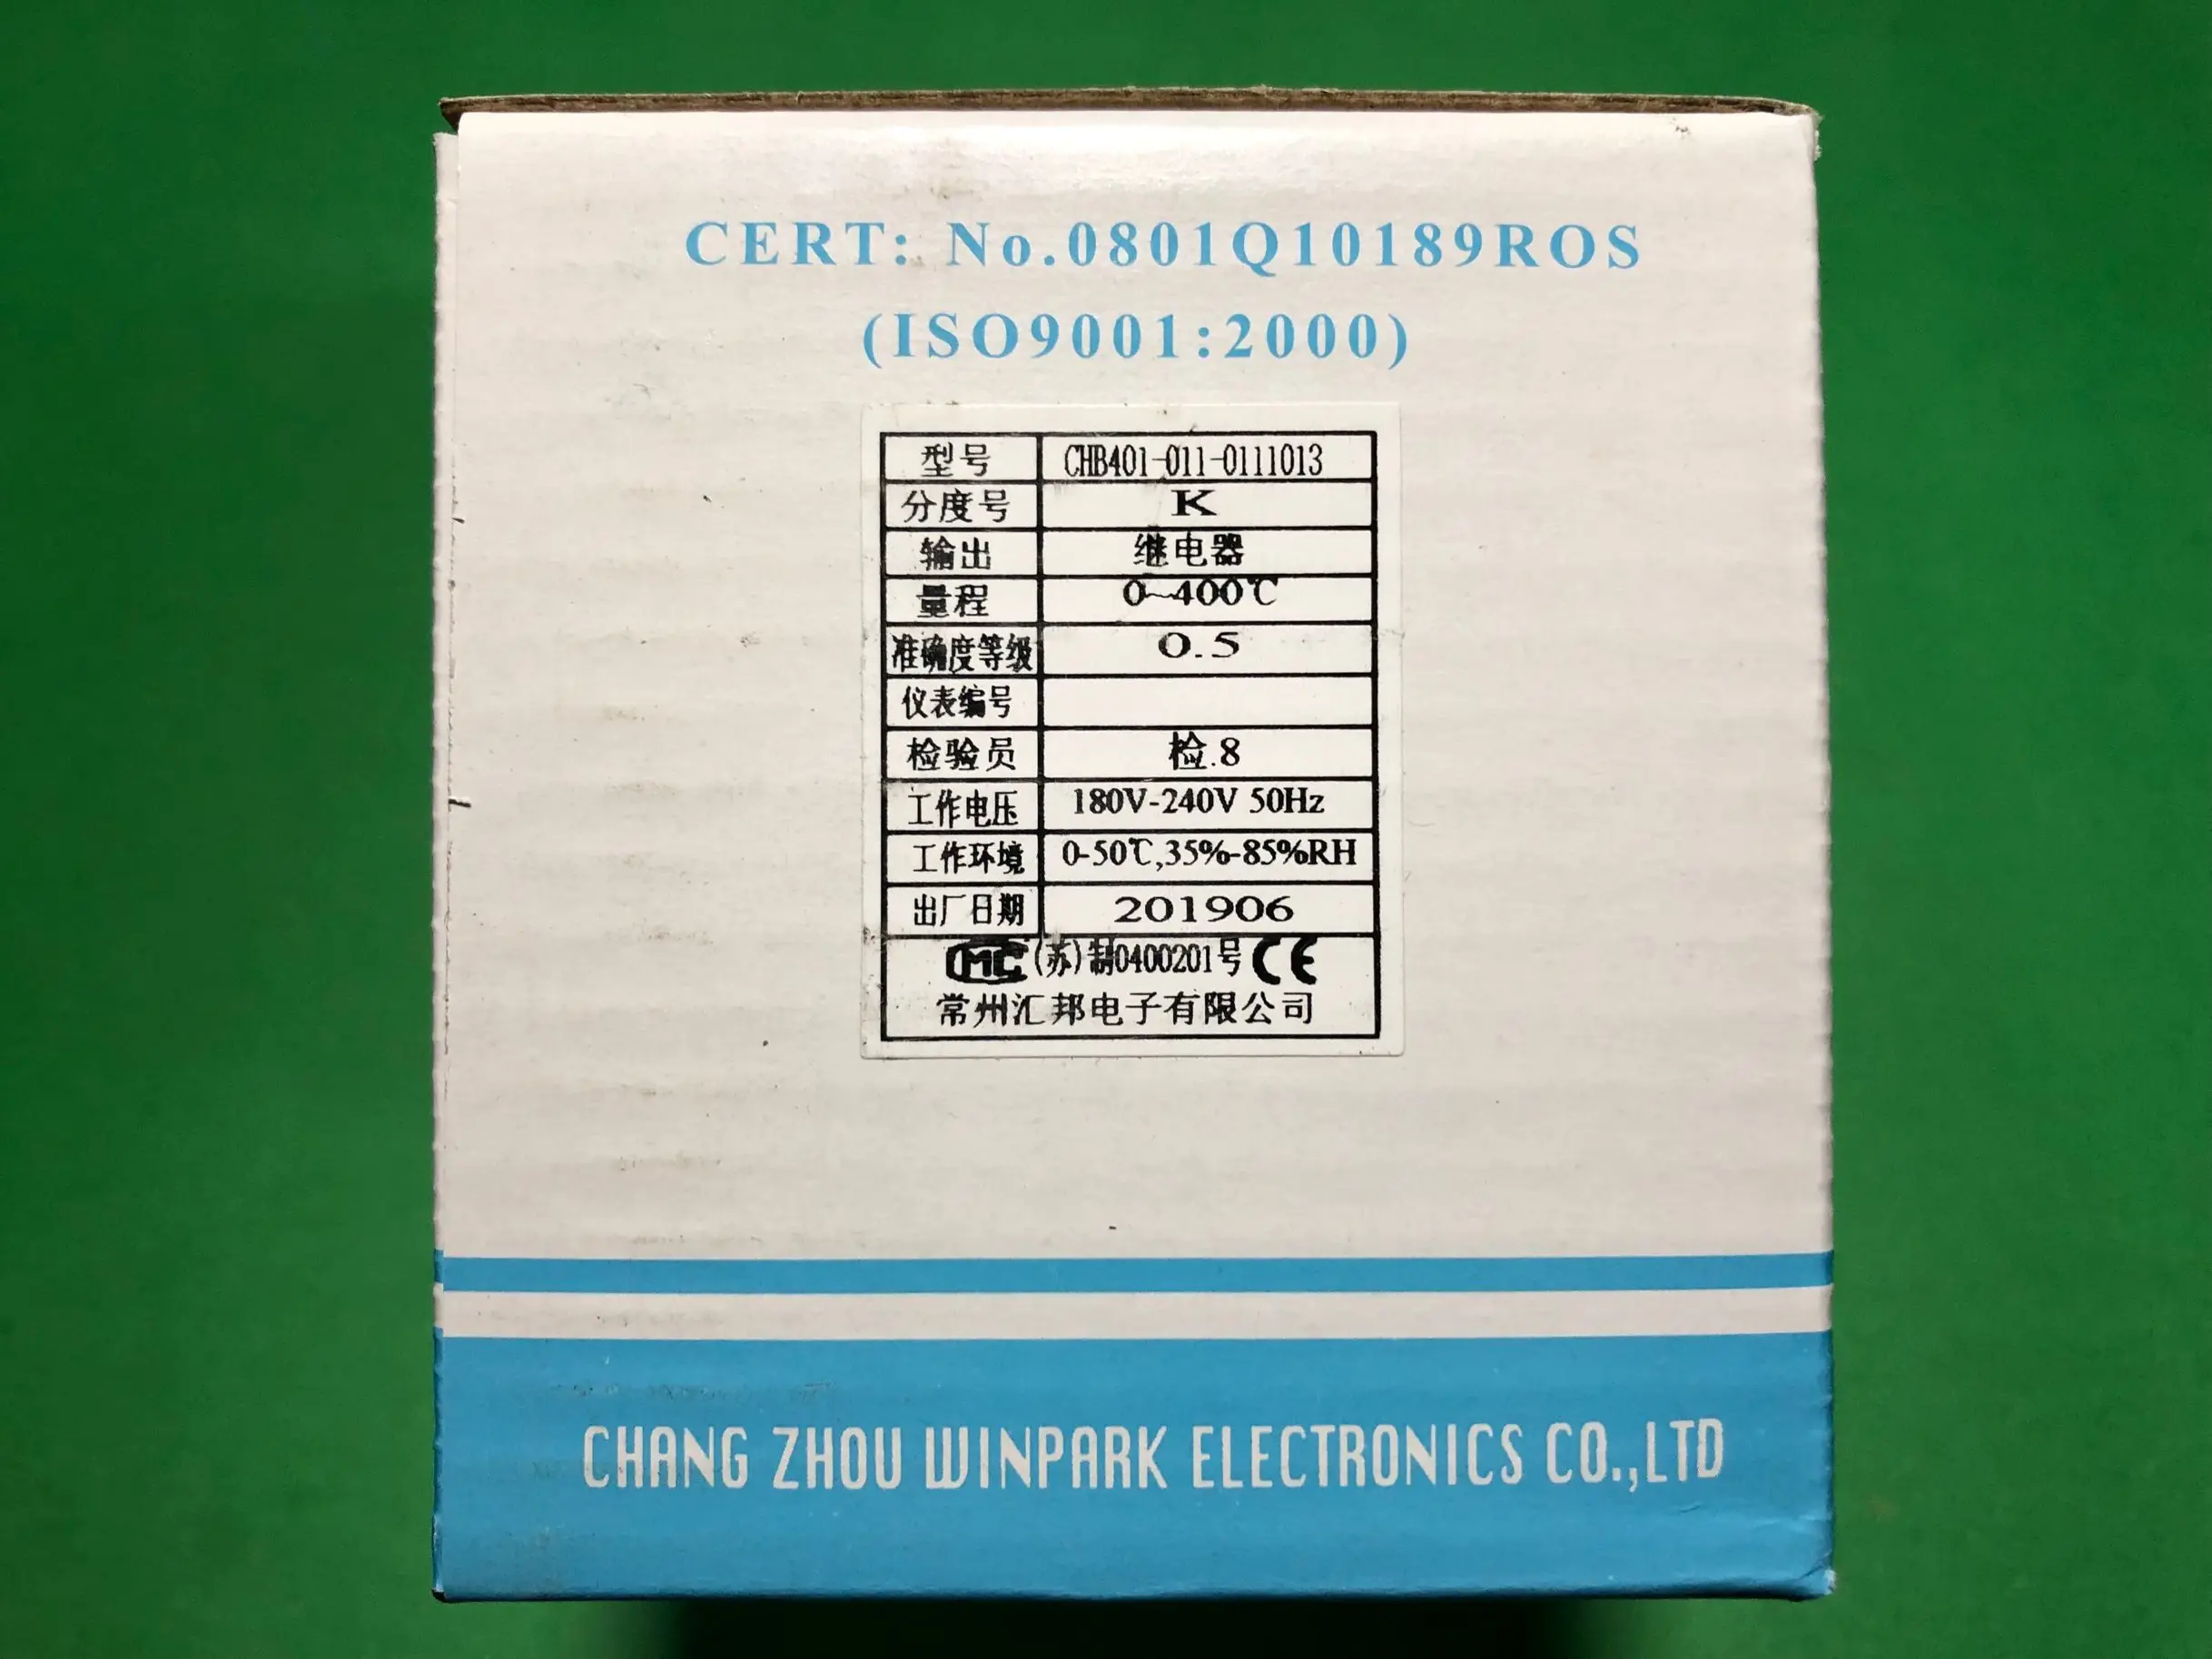 CERT: No.0801Q10189ROS
(ISO9001:2000)
型号 CHB401-011-0111013
分度号 K
输出 继电器
量程 0~400℃
准确度等级 0.5
仪表编号
检验员 检.8
工作电压 180V-240V 50Hz
工作环境 0-50℃,35%-85%RH
出厂日期 201906
CMC (苏)制0400201号 CE
常州汇邦电子有限公司
CHANG ZHOU WINPARK ELECTRONICS CO.,LTD